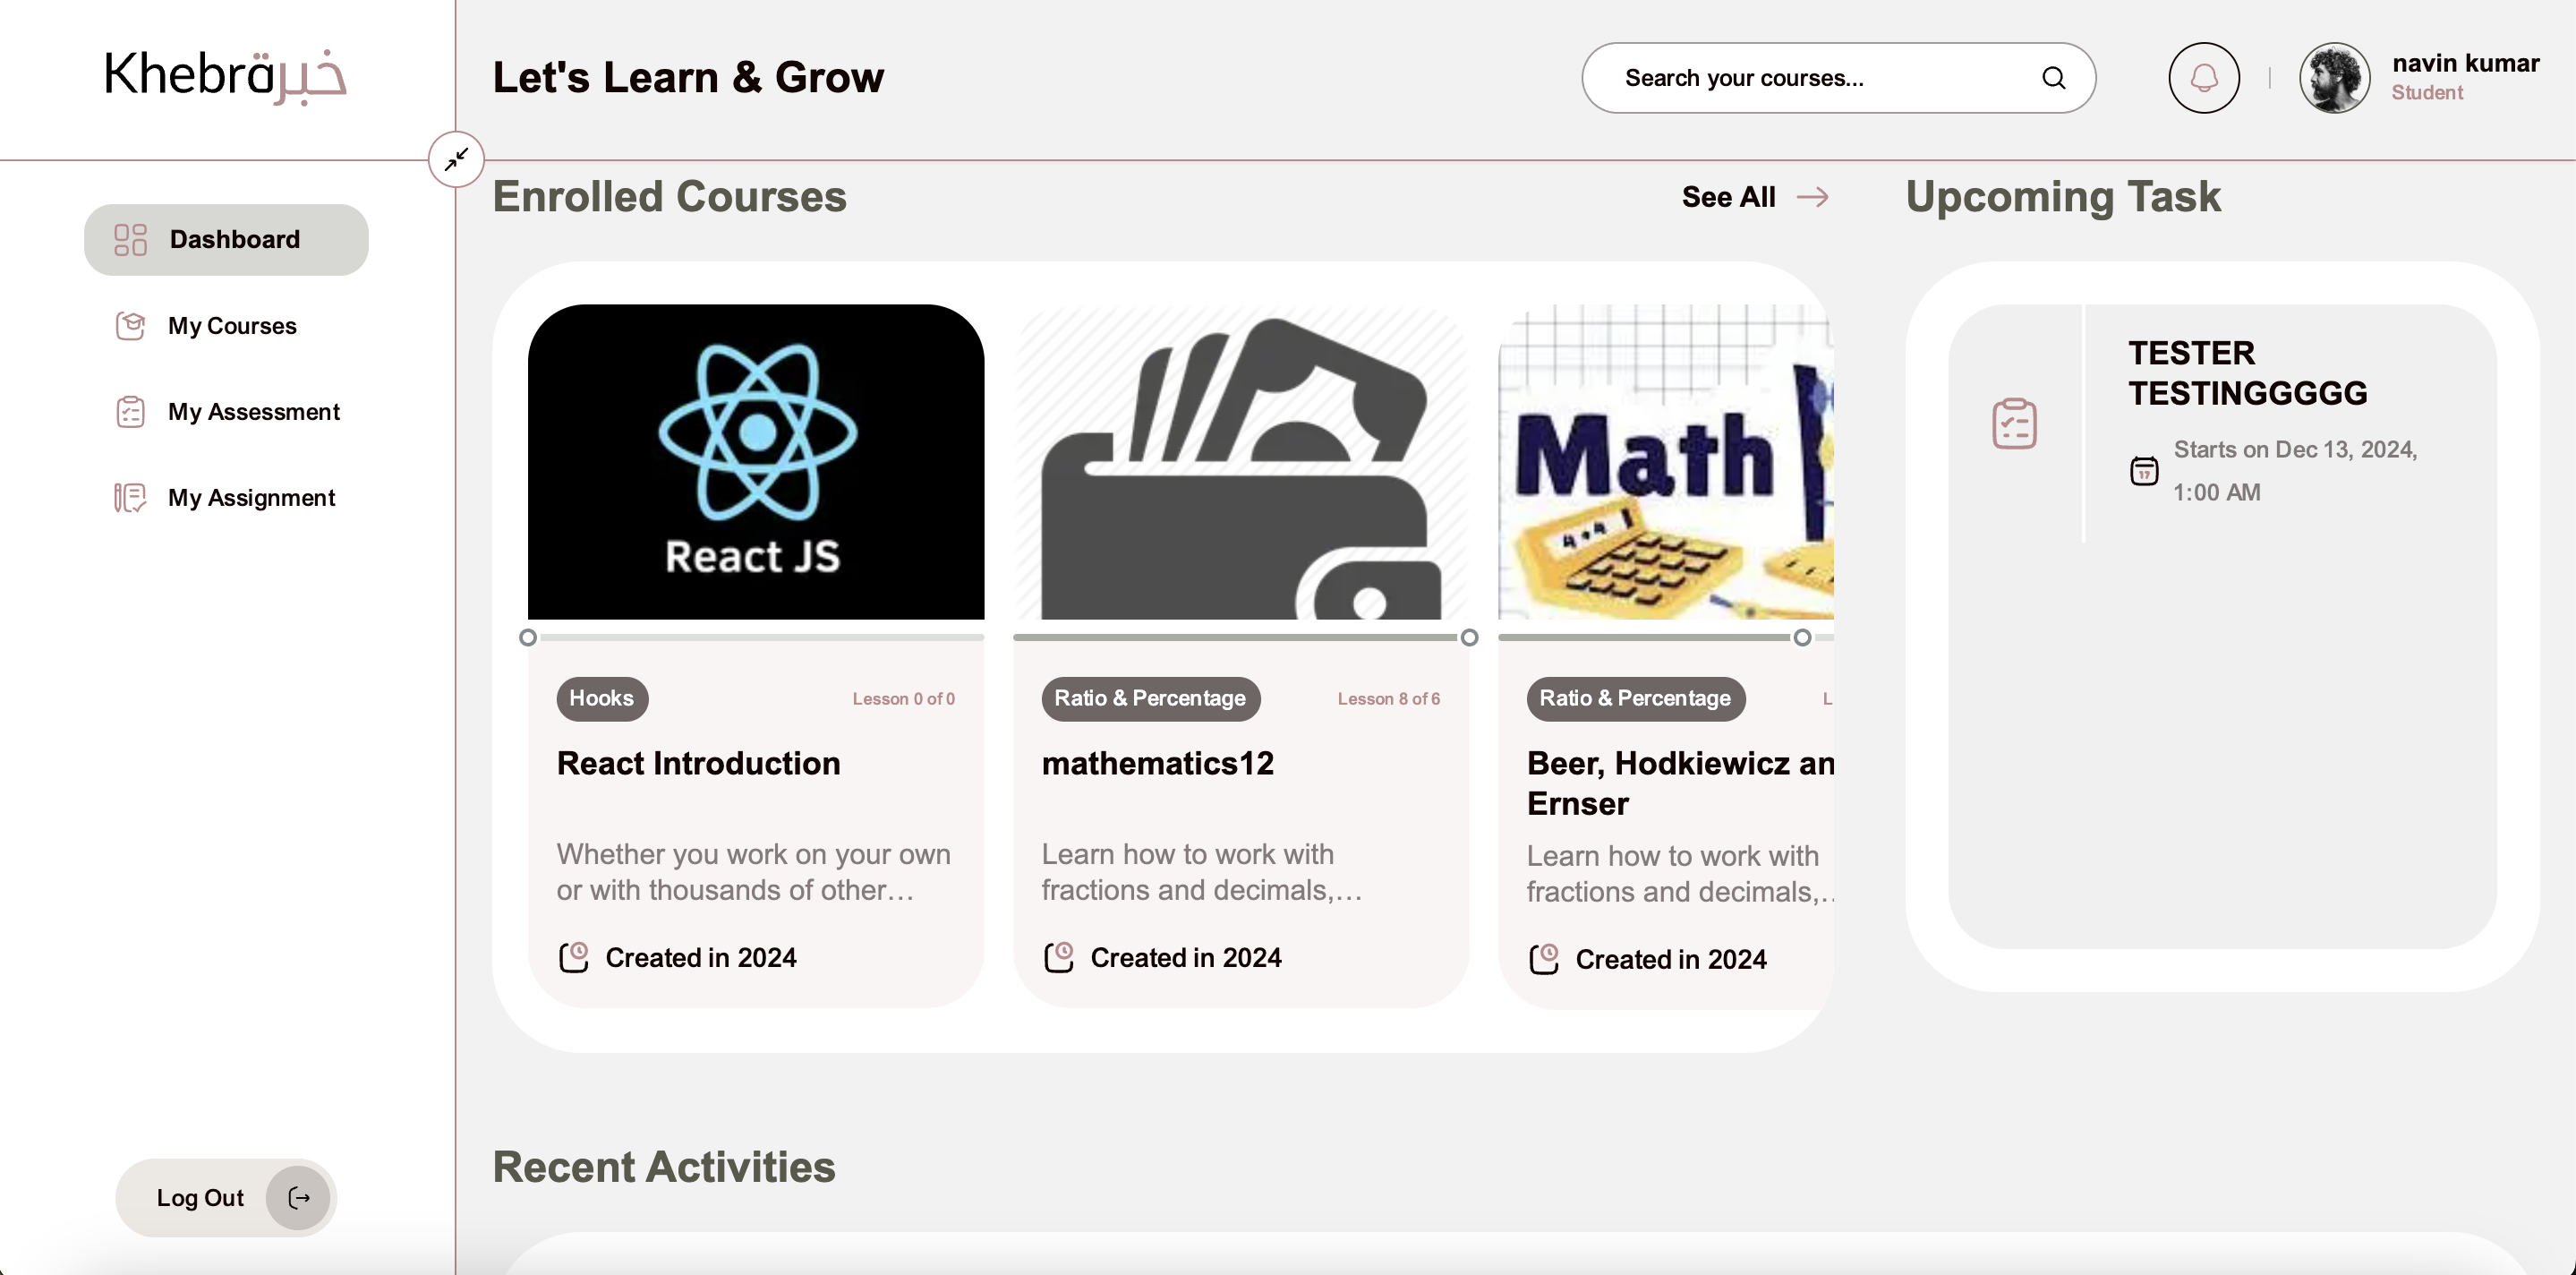 Khebra خبرة
Let's Learn & Grow
Search your courses...
navin kumar
Student
Dashboard
My Courses
My Assessment
My Assignment
Log Out
Enrolled Courses
See All
React JS
Hooks
Lesson 0 of 0
React Introduction
Whether you work on your own
or with thousands of other…
Created in 2024
Ratio & Percentage
Lesson 8 of 6
mathematics12
Learn how to work with
fractions and decimals,…
Created in 2024
Math
4+4
Ratio & Percentage
L
Beer, Hodkiewicz an
Ernser
Learn how to work with
fractions and decimals,..
Created in 2024
Upcoming Task
TESTER
TESTINGGGGG
17
Starts on Dec 13, 2024,
1:00 AM
Recent Activities